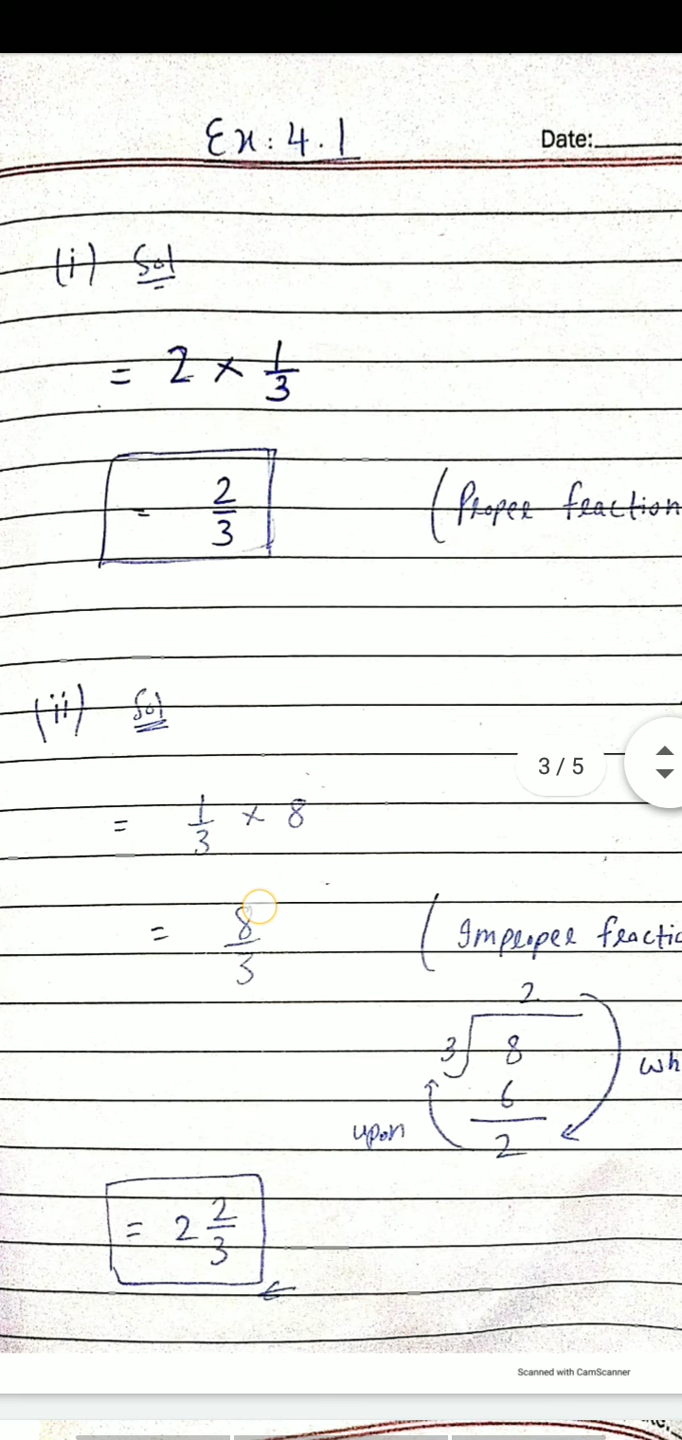 Ex: 4.1
Date:
(i) Sol
= 2 × 1/3
= 2/3 (Proper fraction
(ii) Sol
3 / 5
= 1/3 × 8
= 8/3 (Improper fractio
2
3 8
wh
6
upon
2
= 2 2/3
Scanned with CamScanner